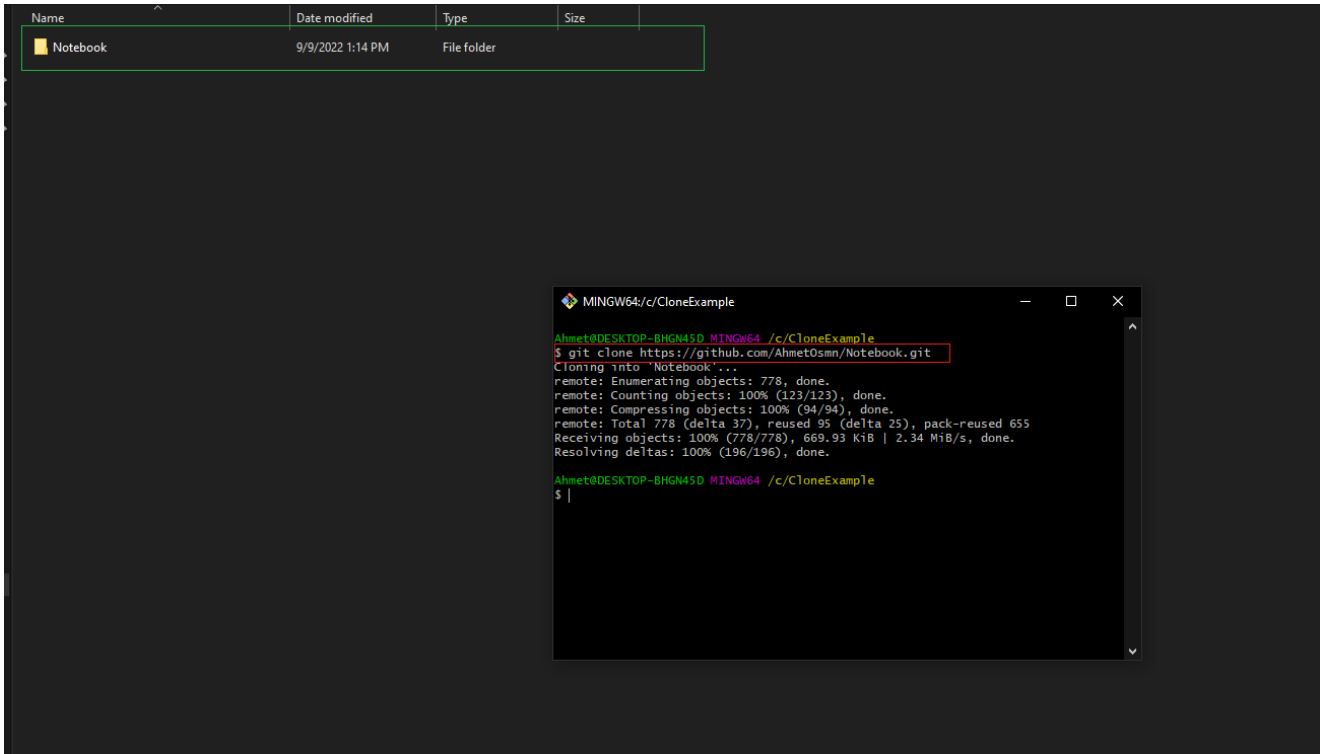 Name Date modified Type Size
Notebook 9/9/2022 1:14 PM File folder
MINGW64:/c/CloneExample
Ahmet@DESKTOP-BHGN45D MINGW64 /c/CloneExample
$ git clone https://github.com/AhmetOsmn/Notebook.git
Cloning into 'Notebook'...
remote: Enumerating objects: 778, done.
remote: Counting objects: 100% (123/123), done.
remote: Compressing objects: 100% (94/94), done.
remote: Total 778 (delta 37), reused 95 (delta 25), pack-reused 655
Receiving objects: 100% (778/778), 669.93 KiB | 2.34 MiB/s, done.
Resolving deltas: 100% (196/196), done.
Ahmet@DESKTOP-BHGN45D MINGW64 /c/CloneExample
$